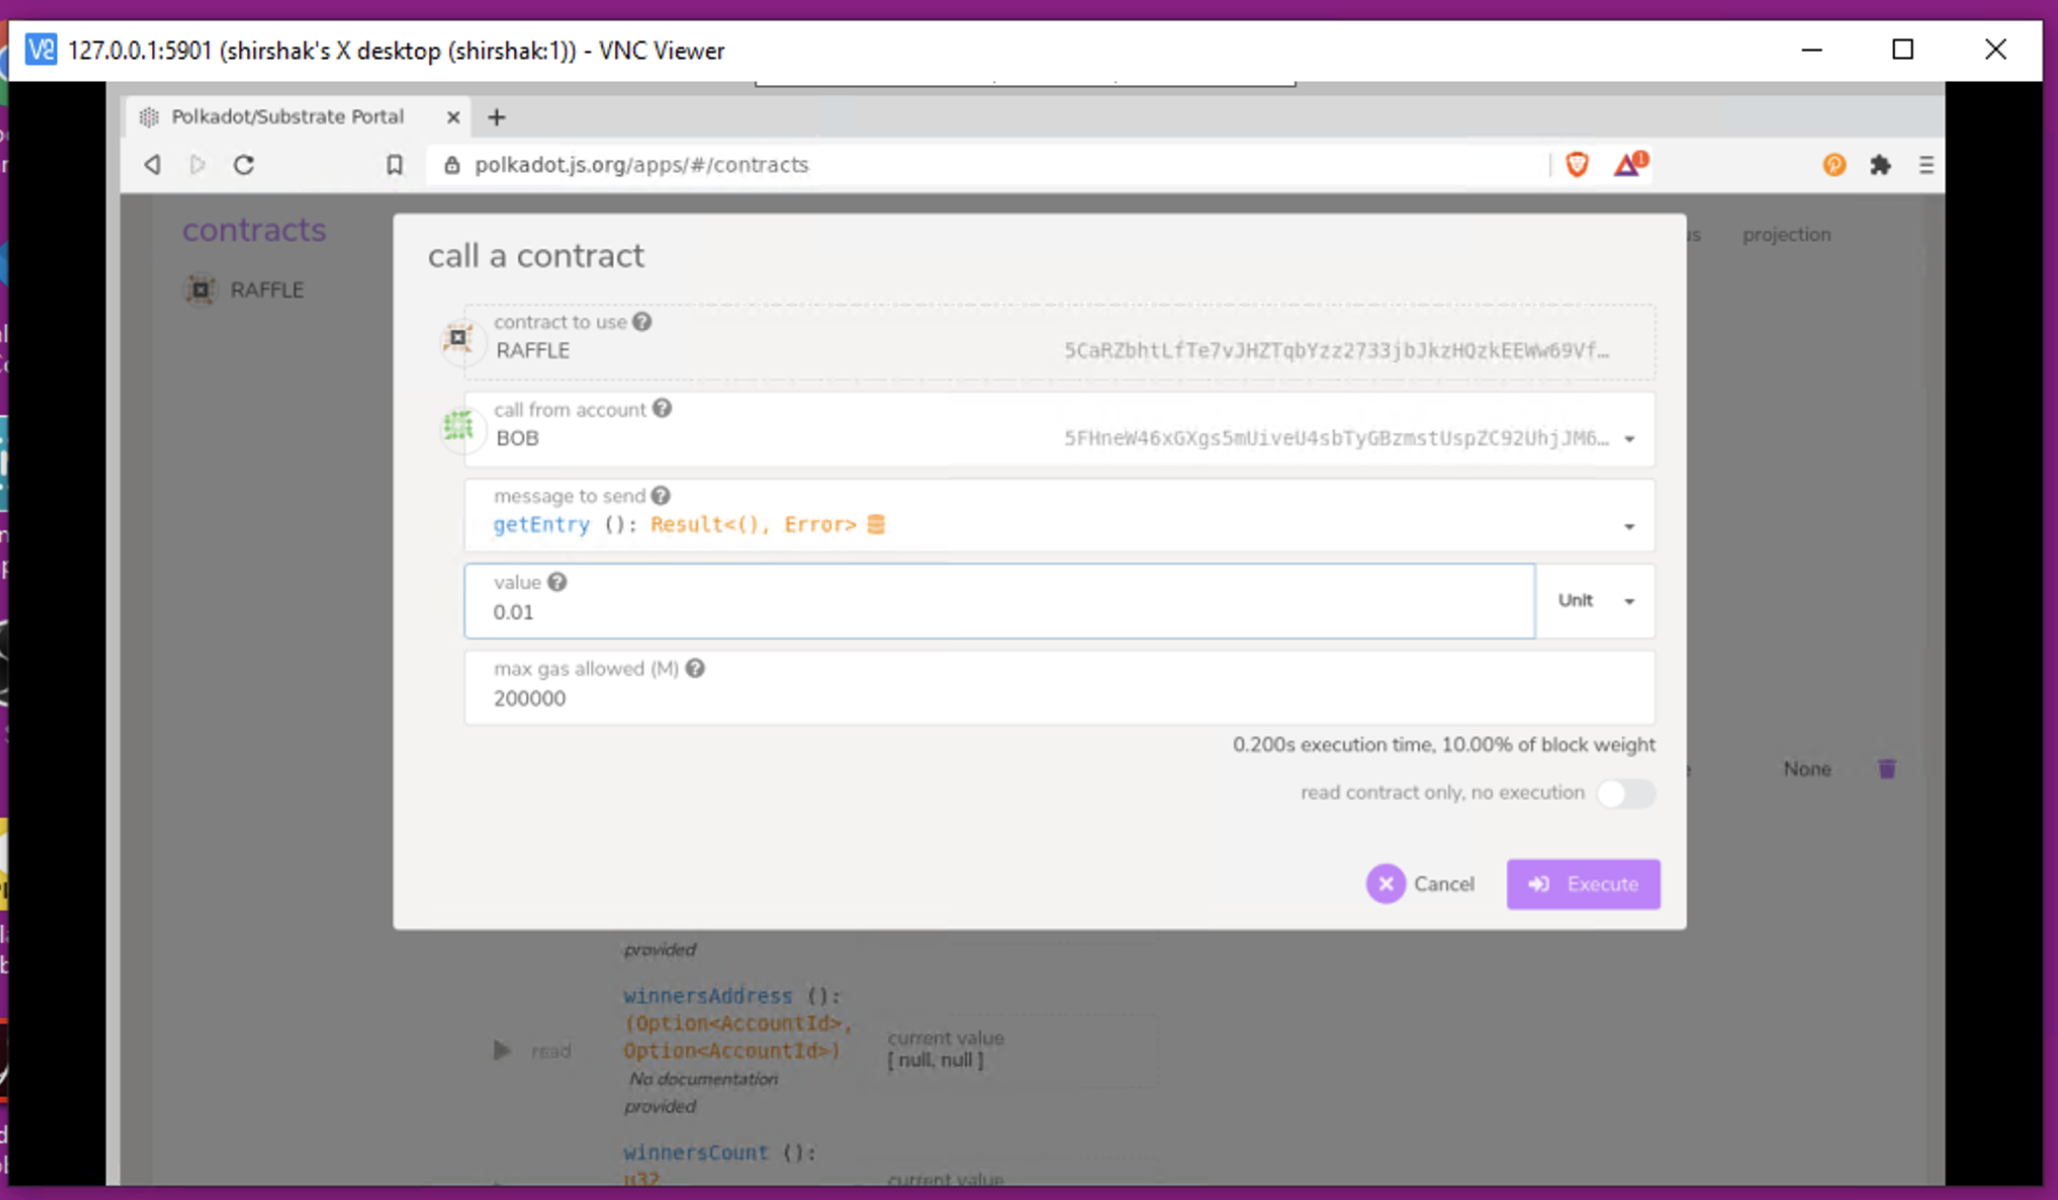 127.0.0.1:5901 (shirshak's X desktop (shirshak:1)) - VNC Viewer
Polkadot/Substrate Portal
polkadot.js.org/apps/#/contracts
1
contracts
projection
RAFFLE
call a contract
contract to use
RAFFLE
5CaRZbhtLfTe7vJHZTqbYzz2733jbJkzHQzkEEWw69Vf…
call from account
BOB
5FHneW46xGXgs5mUiveU4sbTyGBzmstUspZC92UhjJM6…
message to send
getEntry (): Result<(), Error>
value
0.01
Unit
max gas allowed (M)
200000
0.200s execution time, 10.00% of block weight
None
read contract only, no execution
Cancel
Execute
provided
winnersAddress ():
(Option<AccountId>,
Option<AccountId>)
read
current value
[ null, null ]
No documentation
provided
winnersCount ():
u32
current value